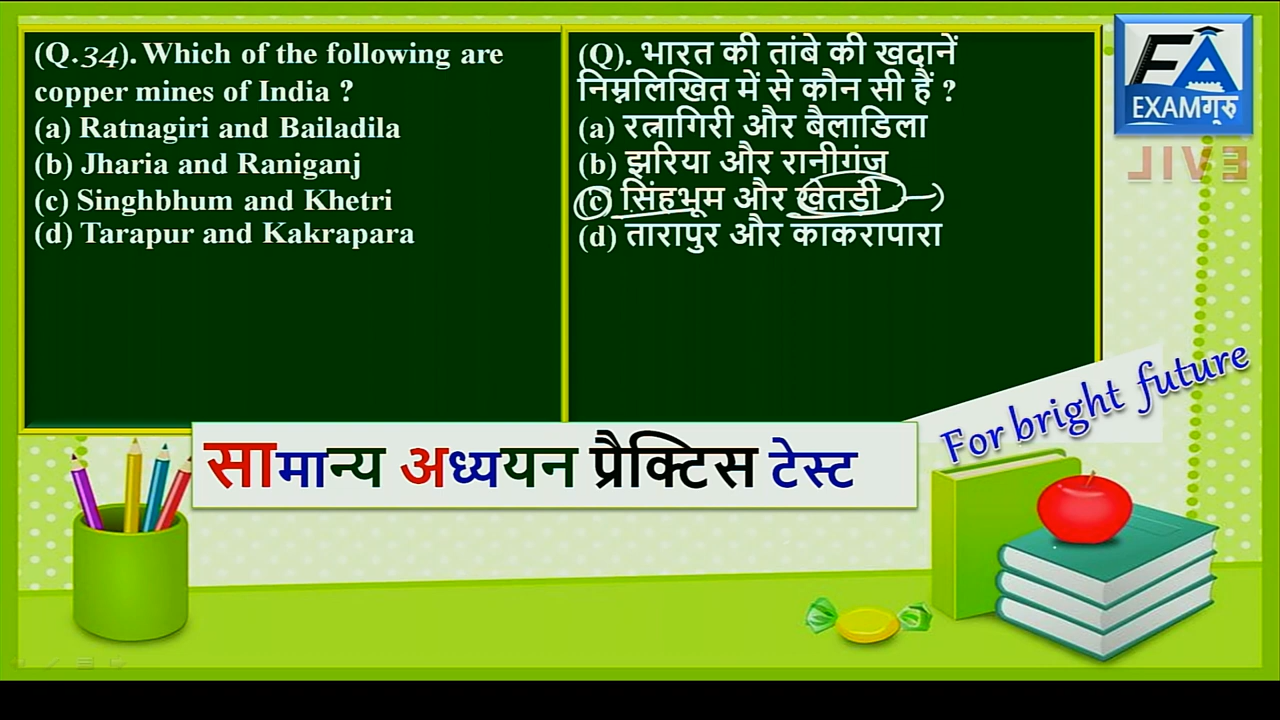 (Q.34). Which of the following are
copper mines of India ?
(a) Ratnagiri and Bailadila
(b) Jharia and Raniganj
(c) Singhbhum and Khetri
(d) Tarapur and Kakrapara
(Q). भारत की तांबे की खदानें
निम्नलिखित में से कौन सी हैं ?
(a) रत्नागिरी और बैलाडिला
(b) झरिया और रानीगंज
(c) सिंहभूम और खेतडी
(d) तारापुर और काकरापारा
EXAMगुरु
LIVE
For bright future
सामान्य अध्ययन प्रैक्टिस टेस्ट